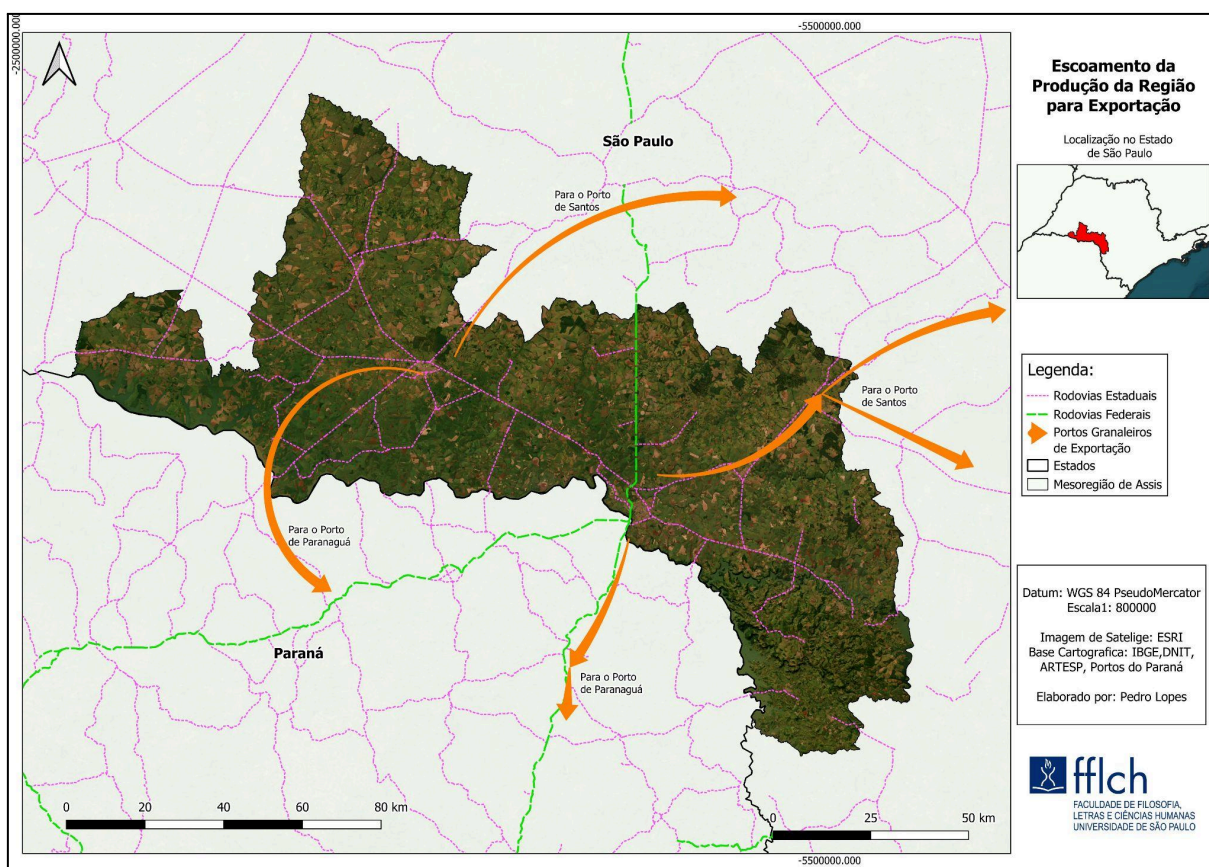 -5500000.000
-2500000.000
São Paulo
Para o Porto
de Santos
Para o Porto
de Santos
Para o Porto
de Paranaguá
Paraná
Para o Porto
de Paranaguá
0 20 40 60 80 km
0 25 50 km
-5500000.000
Escoamento da
Produção da Região
para Exportação
Localização no Estado
de São Paulo
Legenda:
Rodovias Estaduais
Rodovias Federais
Portos Granaleiros
de Exportação
Estados
Mesoregião de Assis
Datum: WGS 84 PseudoMercator
Escala1: 800000
Imagem de Satelige: ESRI
Base Cartografica: IBGE,DNIT,
ARTESP, Portos do Paraná
Elaborado por: Pedro Lopes
fflch
FACULDADE DE FILOSOFIA,
LETRAS E CIÊNCIAS HUMANAS
UNIVERSIDADE DE SÃO PAULO